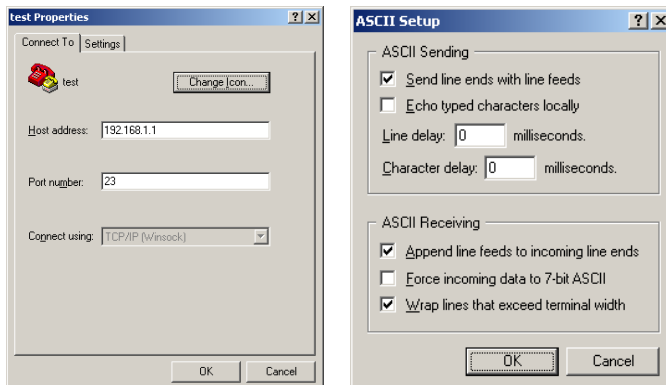 test Properties
Connect To
Settings
test
Change Icon...
Host address:
192.168.1.1
Port number:
23
Connect using:
TCP/IP (Winsock)
OK
Cancel
ASCII Setup
ASCII Sending
Send line ends with line feeds
Echo typed characters locally
Line delay: 0 milliseconds.
Character delay: 0 milliseconds.
ASCII Receiving
Append line feeds to incoming line ends
Force incoming data to 7-bit ASCII
Wrap lines that exceed terminal width
OK
Cancel